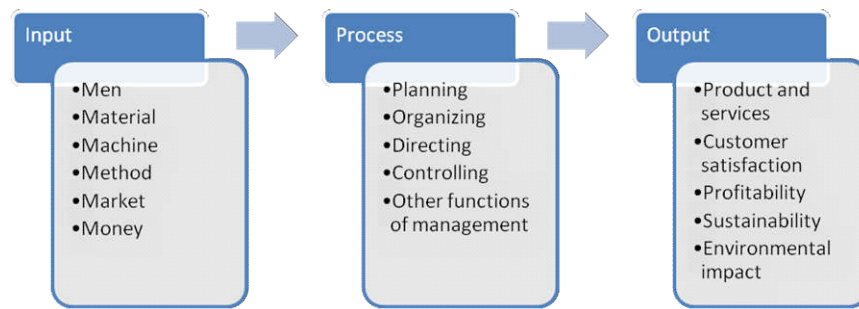 Input
•Men
•Material
•Machine
•Method
•Market
•Money
Process
•Planning
•Organizing
•Directing
•Controlling
•Other functions
of management
Output
•Product and
services
•Customer
satisfaction
•Profitability
•Sustainability
•Environmental
impact